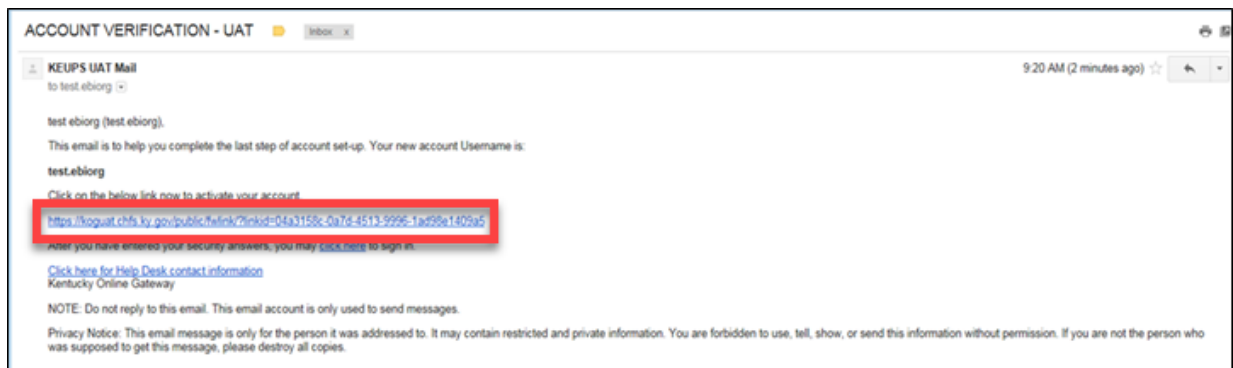 ACCOUNT VERIFICATION - UAT Inbox x
KEUPS UAT Mail 9:20 AM (2 minutes ago)
to test.ebiorg
test ebiorg (test.ebiorg),
This email is to help you complete the last step of account set-up. Your new account Username is:
test.ebiorg
Click on the below link now to activate your account.
https://koguat.chfs.ky.gov/public/fwlink/?linkid=04a3158c-0a7d-4513-9996-1ad98e1409a5
After you have entered your security answers, you may click here to sign in.
Click here for Help Desk contact information
Kentucky Online Gateway
NOTE: Do not reply to this email. This email account is only used to send messages.
Privacy Notice: This email message is only for the person it was addressed to. It may contain restricted and private information. You are forbidden to use, tell, show, or send this information without permission. If you are not the person who
was supposed to get this message, please destroy all copies.